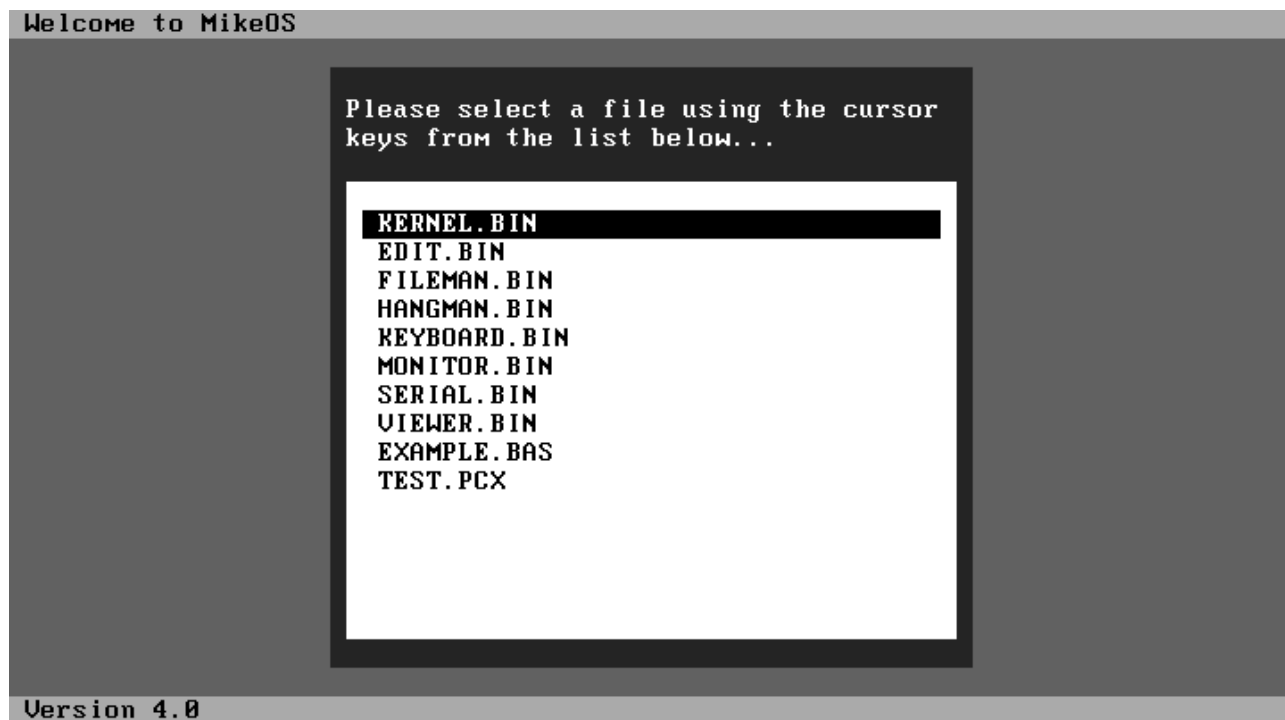 Welcome to MikeOS
Please select a file using the cursor
keys from the list below...
KERNEL.BIN
EDIT.BIN
FILEMAN.BIN
HANGMAN.BIN
KEYBOARD.BIN
MONITOR.BIN
SERIAL.BIN
VIEWER.BIN
EXAMPLE.BAS
TEST.PCX
Version 4.0